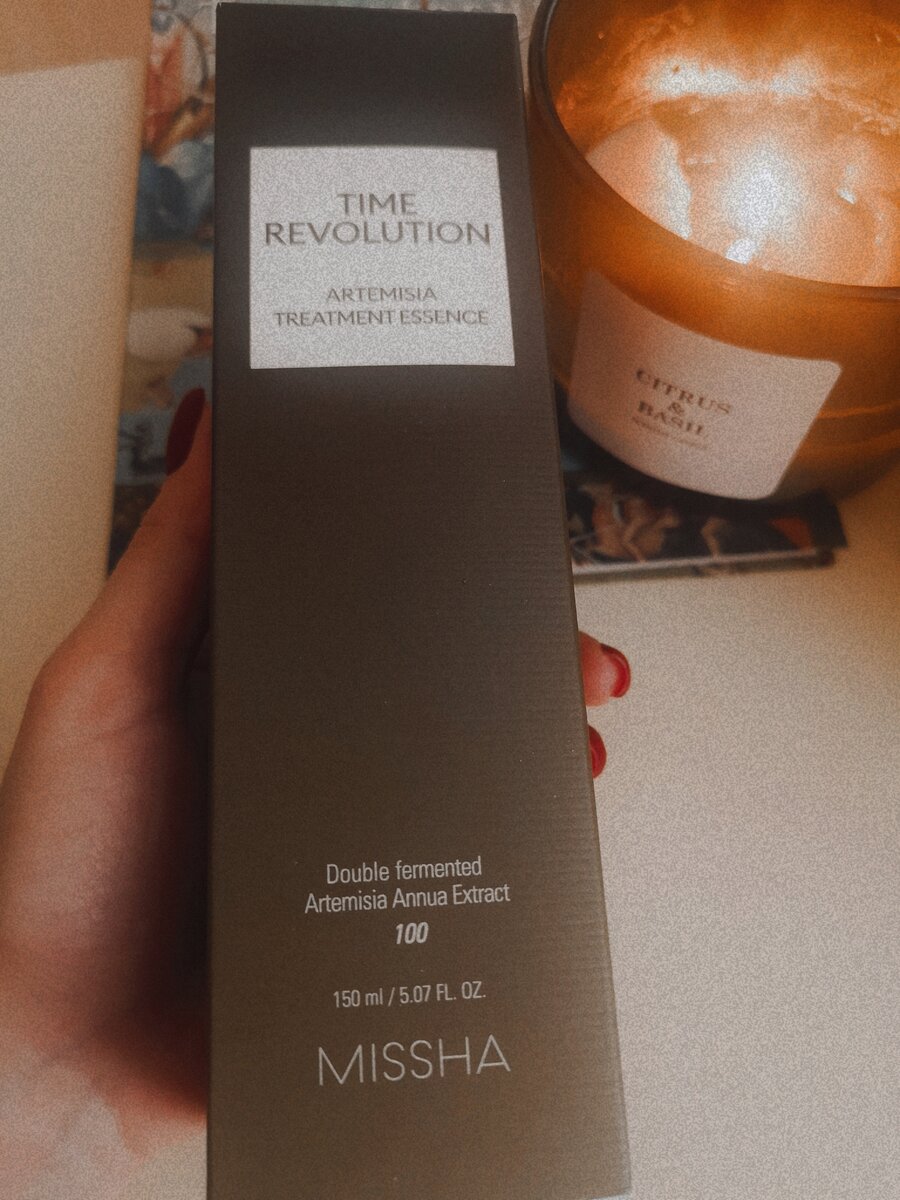 TIME
REVOLUTION
ARTEMISIA
TREATMENT ESSENCE
CITRUS
&
BASIL
Double fermented
Artemisia Annua Extract
100
150 ml / 5.07 FL. OZ.
MISSHA